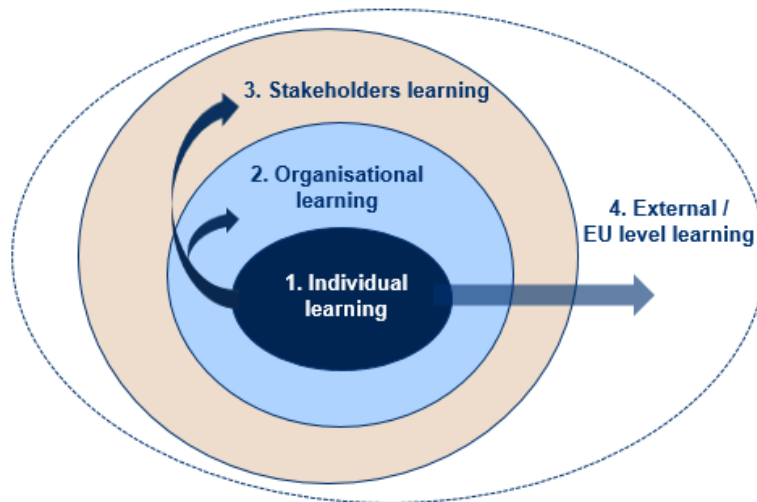 3. Stakeholders learning
2. Organisational
learning
4. External /
EU level learning
1. Individual
learning